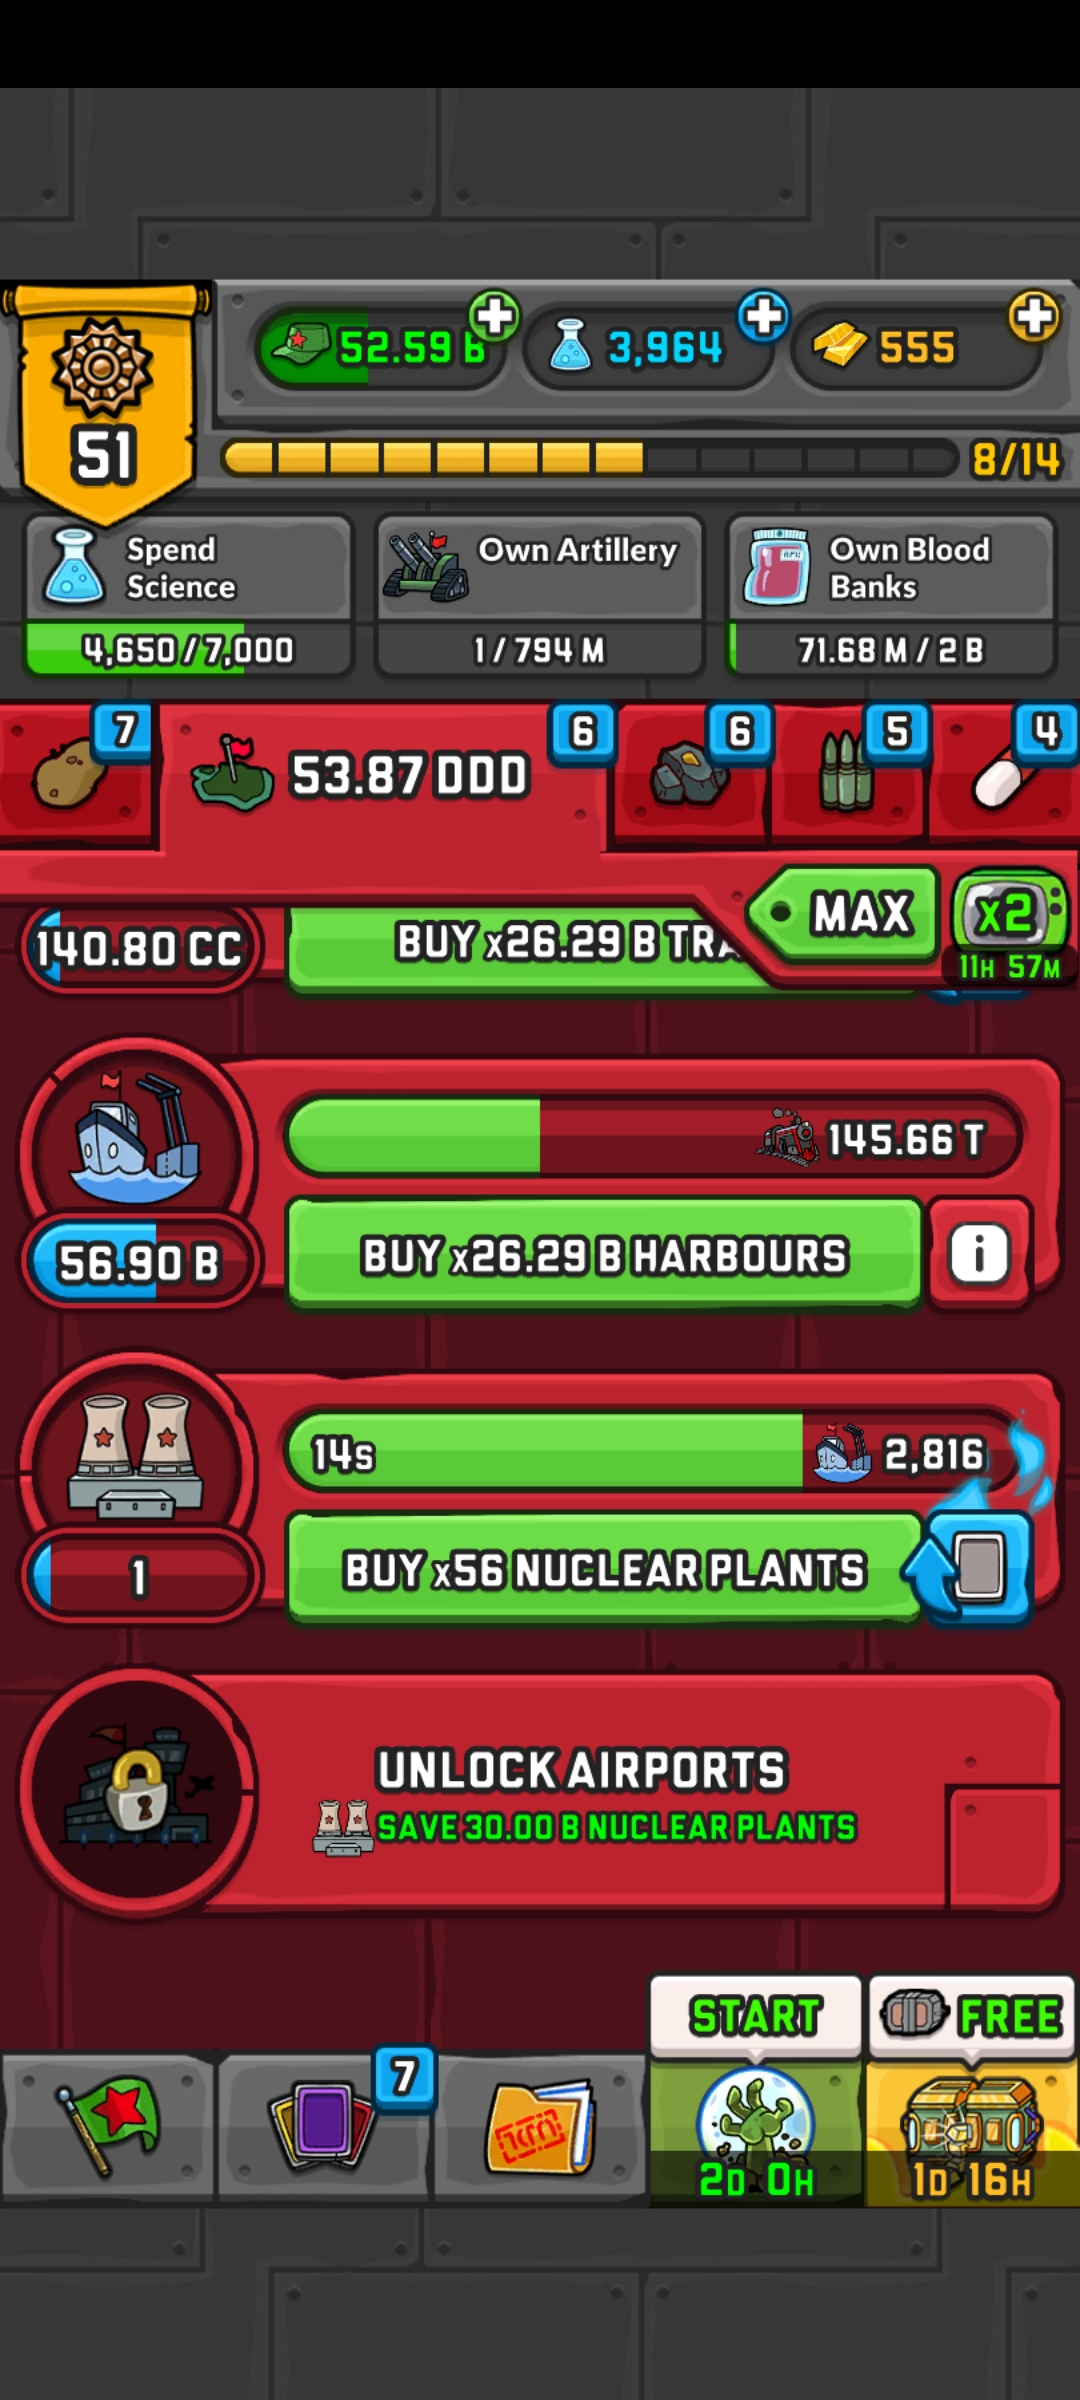 52.59 B
3,964
555
51
8/14
Spend
Science
4,650/7,000
Own Artillery
1/794 M
Own Blood
Banks
71.68 M/2 B
7
53.87 DDD
6
6
5
4
140.80 CC
BUY x26.29 B TRA
MAX
x2
11H 57M
145.66 T
56.90 B
BUY x26.29 B HARBOURS
i
14s
2,816
1
BUY x56 NUCLEAR PLANTS
UNLOCK AIRPORTS
SAVE 30.00 B NUCLEAR PLANTS
START
FREE
7
2D 0H
1D 16H